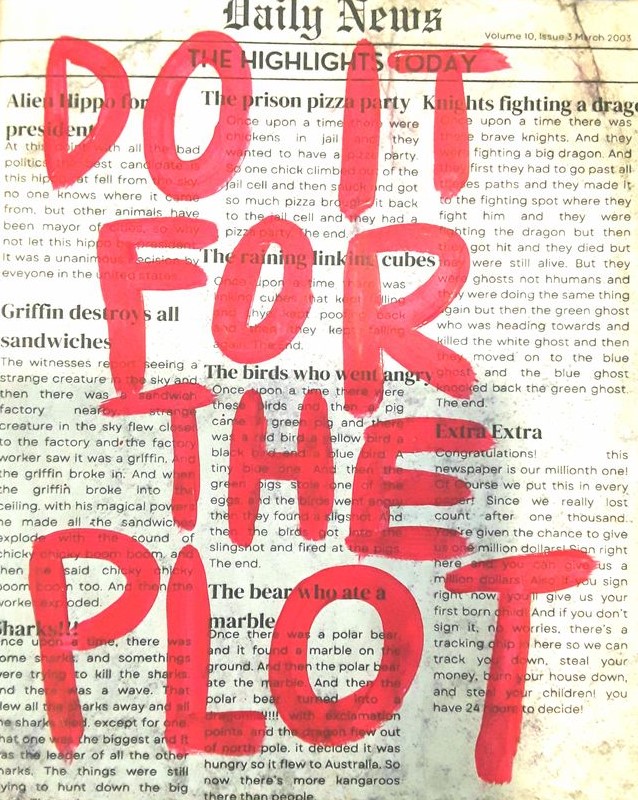 Daily News
Volume 10, Issue 3 March 2003
THE HIGHLIGHTS TODAY
DO IT
FOR
THE
PLOT
Alien Hippo for
president
At this point with all the bad
this hippo that fell from the sky.
no one knows where it came
from, but other animals have
been mayor of so why
not let this hippo be president.
It was a unanimous decision by
eveyone in the united states.
Griffin destroys all
sandwiches
The witnesses report seeing a
strange creature in the sky and
then there was a sandwich
factory nearby. strange
creature in the sky flew close
to the factory and the factory
worker saw it was a griffin. And
the griffin broke in. And when
the griffin broke into the
ceiling. with his magical powers
he made all the sandwich
explode with the sound of
chicky chicky boom boom. and
then he said chicky chicky
boom boom too. And then the
worker exploded.
Sharks!!!
Once upon a time, there was
some sharks, and somethings
were trying to kill the sharks.
And there was a wave. That
blew all the sharks away and all
the sharks died. except for one
that one was the biggest and it
was the leader of all the other
sharks. The things were still
trying to hunt down the big
The prison pizza party
Once upon a time there were
chickens in jail and they
wanted to have a pizza party.
So one chick climbed out of the
jail cell and then snuck and got
so much pizza brought it back
to the jail cell and they had a
pizza party. The end.
The raining linking cubes
Once upon a time there was
linking cubes that kept falling
and they kept pooping back
and then they kept falling
again. The end.
The birds who went angry
Once upon a time there were
these birds and then a pig
came a green pig and there
was a red bird a yellow bird a
black bird and a blue bird. A
tiny blue one. And then the
green pigs stole one of the
eggs. and the birds went angry
then they found a slingshot. And
then the birds got into the
slingshot and fired at the pigs.
The end.
The bear who ate a
marble
Once there was a polar bear,
and it found a marble on the
ground. And then the polar bear
ate the marble. And then the
polar bear turned into a
dragon!!!!! with exclamation
points and the dragon flew out
of north pole. it decided it was
hungry so it flew to Australia. So
now there's more kangaroos
there than people.
Knights fighting a drago
Once upon a time there was
these brave knights. And they
were fighting a big dragon. And
first they had to go past all
these paths and they made it
to the fighting spot where they
fight him and they were
fighting the dragon but then
they got hit and they died but
they were still alive. But they
were ghosts not hhumans and
they were doing the same thing
again but then the green ghost
who was heading towards and
killed the white ghost and then
they moved on to the blue
ghost and the blue ghost
knocked back the green ghost.
The end.
Extra Extra
Congratulations! this
newspaper is our millionth one!
Of course we put this in every
paper! Since we really lost
count after one thousand.
You're given the chance to give
us one million dollars! Sign right
here and you can give us a
million dollars. Also if you sign
right now, you'll give us your
first born child! And if you don't
sign it, no worries, there's a
tracking chip in here so we can
track you down, steal your
money, burn your house down,
and steal your children! you
have 24 hours to decide!